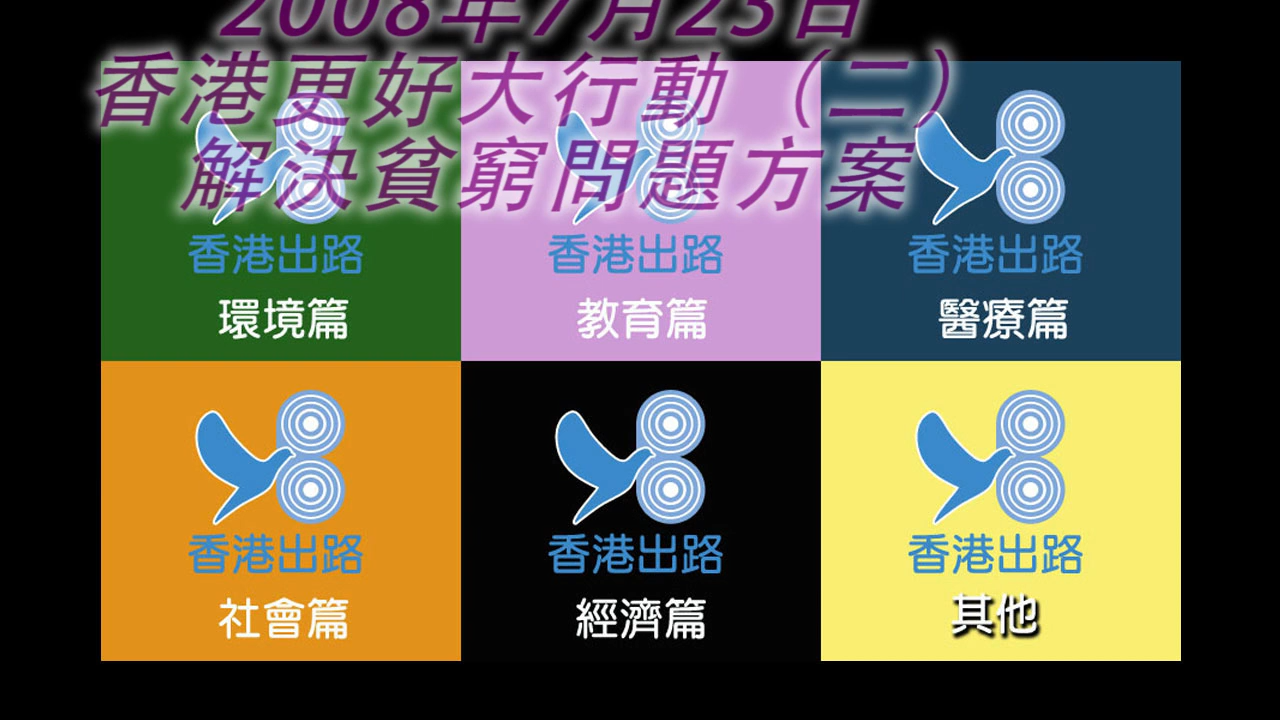 2008年7月23日
香港更好大行動（二）
解決貧窮問題方案
香港出路
環境篇
香港出路
教育篇
香港出路
醫療篇
香港出路
社會篇
香港出路
經濟篇
香港出路
其他